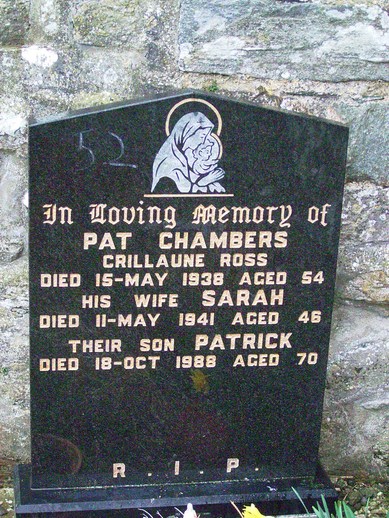 52
In Loving Memory of
PAT CHAMBERS
CRILLAUNE ROSS
DIED 15-MAY 1938 AGED 54
HIS WIFE SARAH
DIED 11-MAY 1941 AGED 46
THEIR SON PATRICK
DIED 18-OCT 1988 AGED 70
R. I. P.